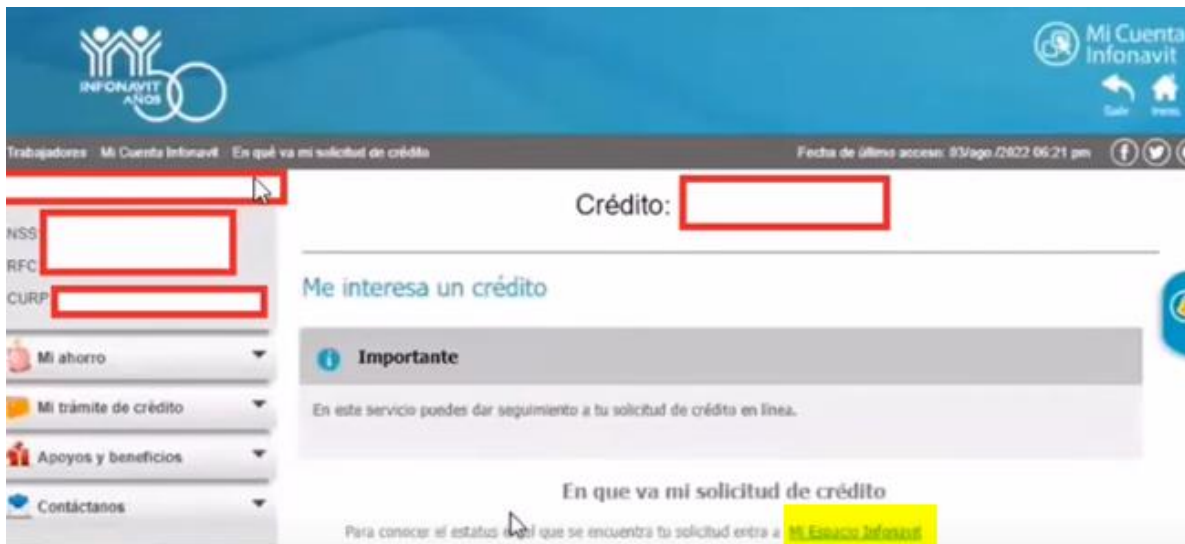 INFONAVIT
AÑOS
50
Mi Cuenta
Infonavit
Salir
Trabajadores Mi Cuenta Infonavit En qué va mi solicitud de crédito
Fecha de último acceso: 03/ago./2022 06:21 pm
Crédito:
NSS
RFC
CURP
Me interesa un crédito
Importante
En este servicio puedes dar seguimiento a tu solicitud de crédito en línea.
Mi ahorro
Mi trámite de crédito
Apoyos y beneficios
Contáctanos
En que va mi solicitud de crédito
Para conocer el estatus que se encuentra tu solicitud entra a Mi Espacio Infonavit